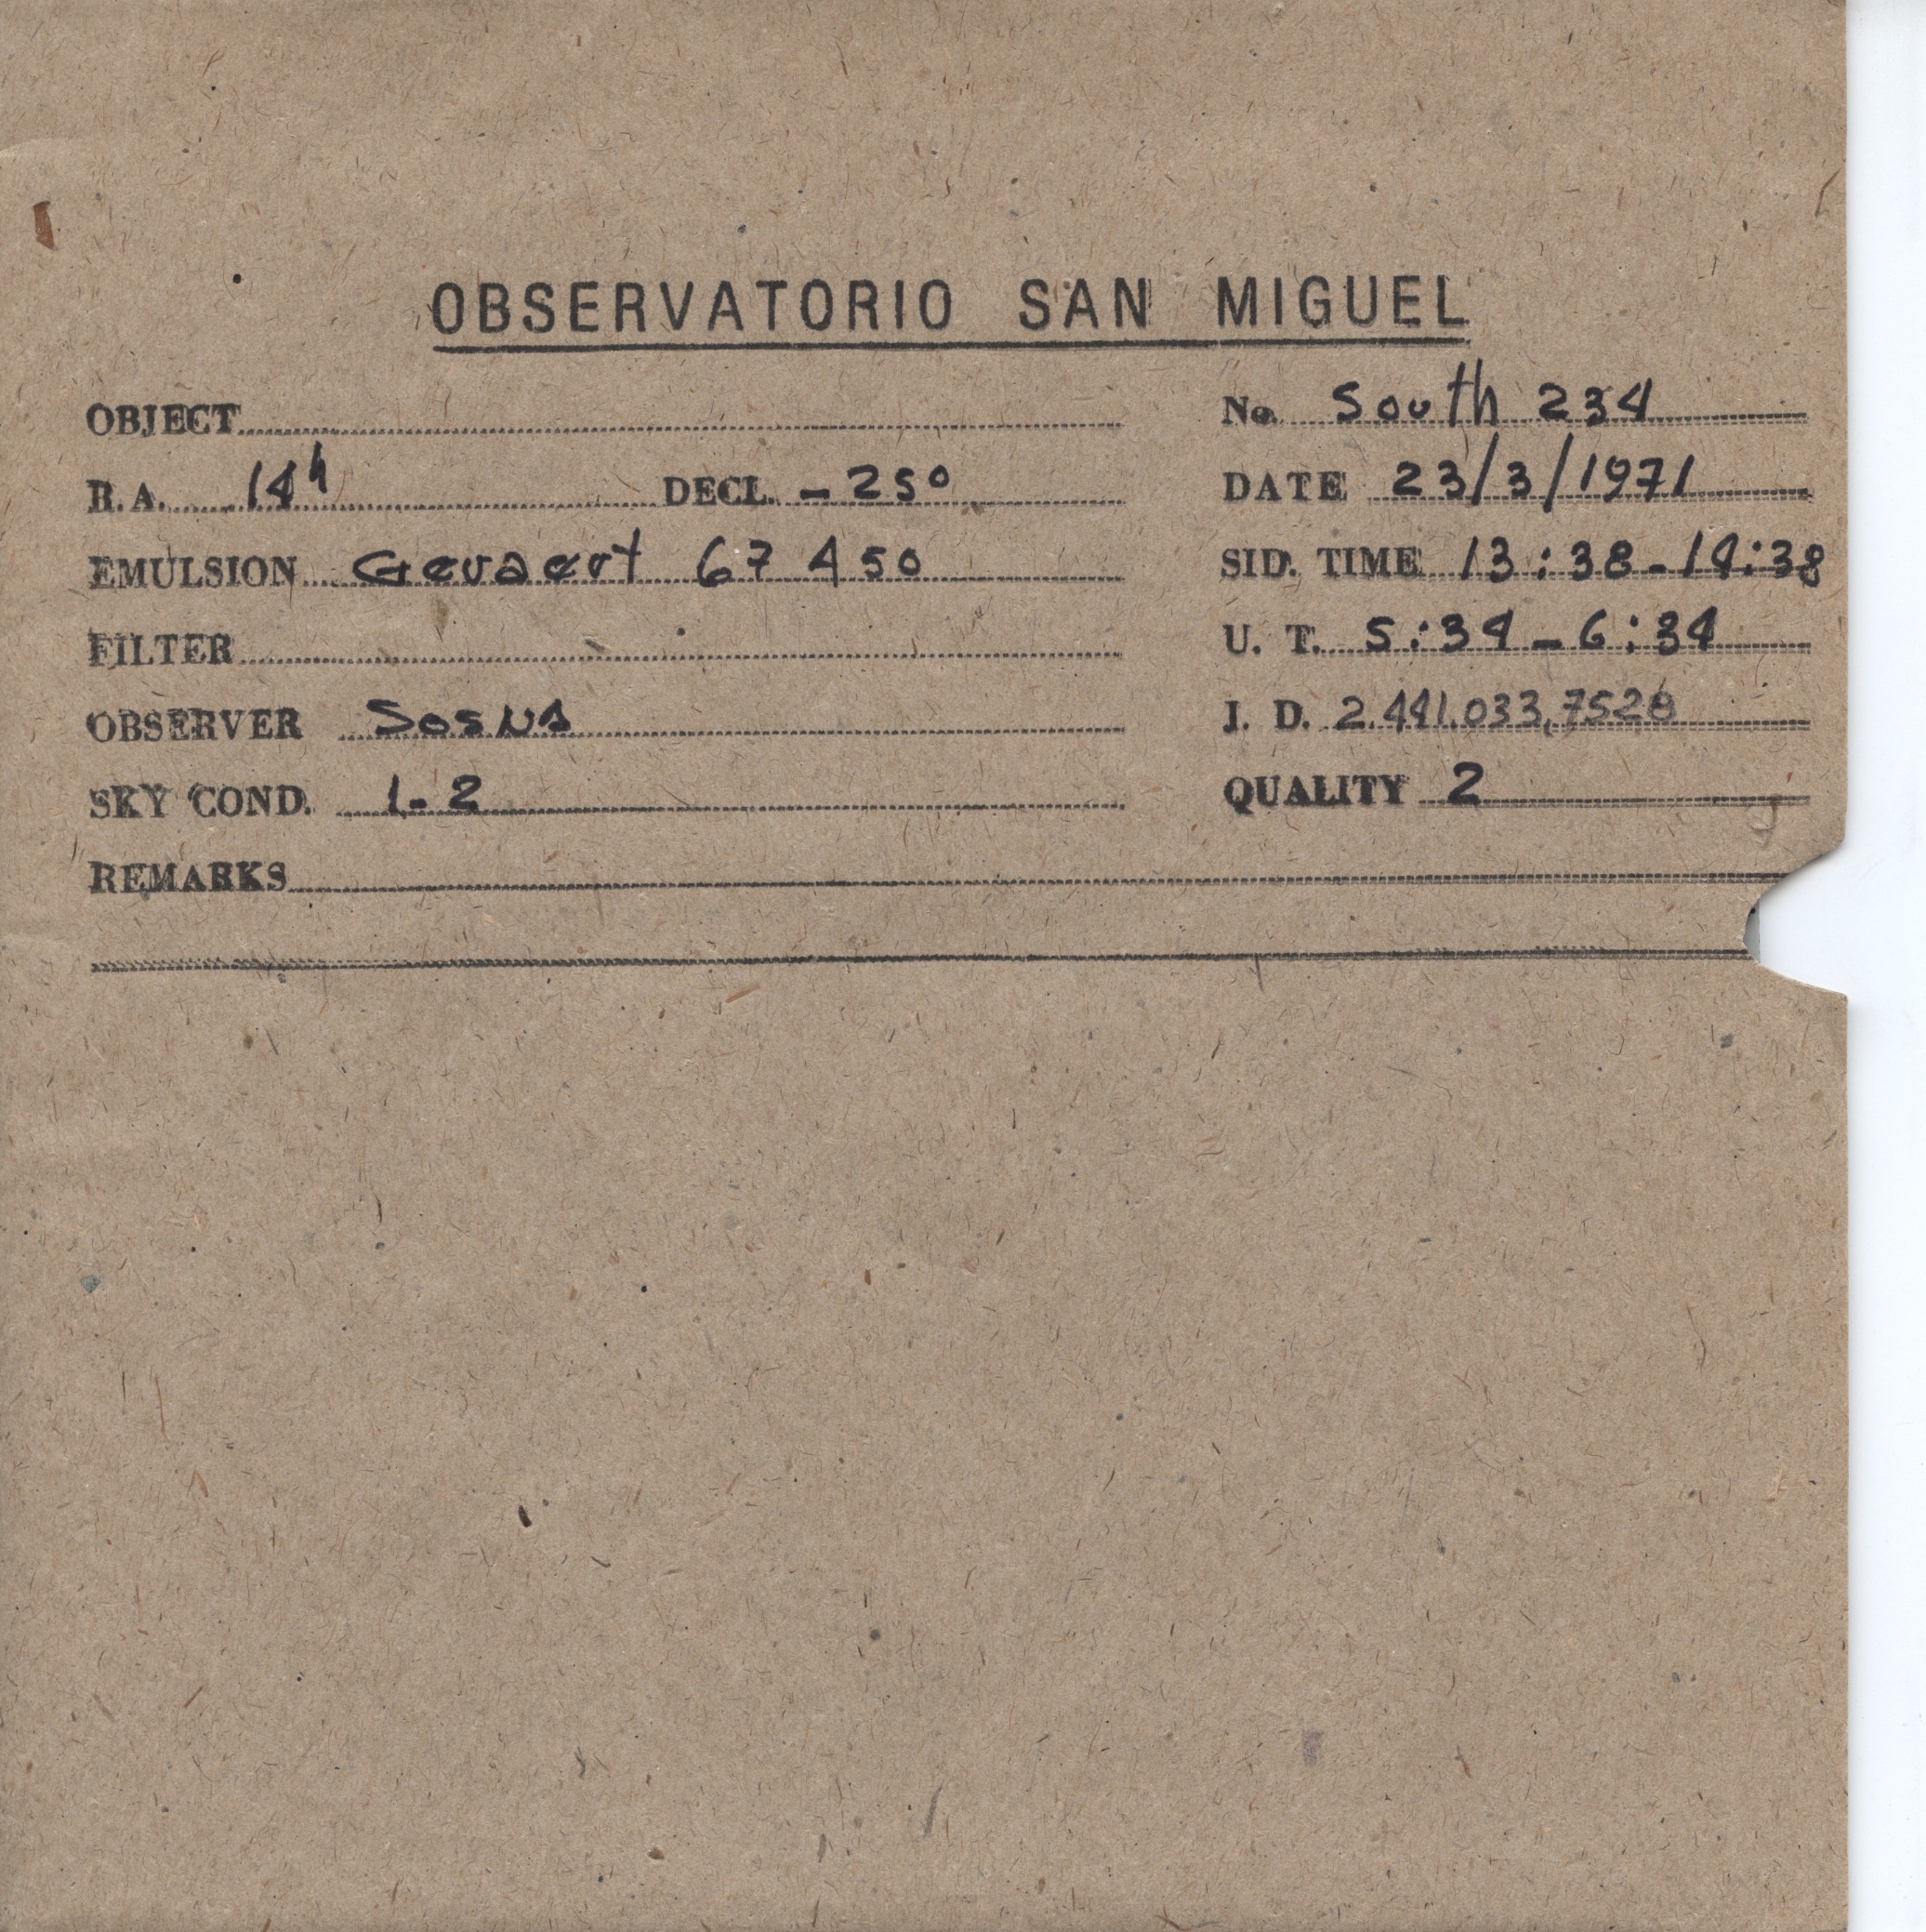 OBSERVATORIO SAN MIGUEL
OBJECT
No. South 234
R.A. 14h DECL. -25°
DATE 23/3/1971
EMULSION Gevaert 67 A 50
SID. TIME 13:38-14:38
FILTER
U. T. 5:34-6:34
OBSERVER
J. D. 2.441.033,7528
SKY COND. 1-2
QUALITY 2
REMARKS